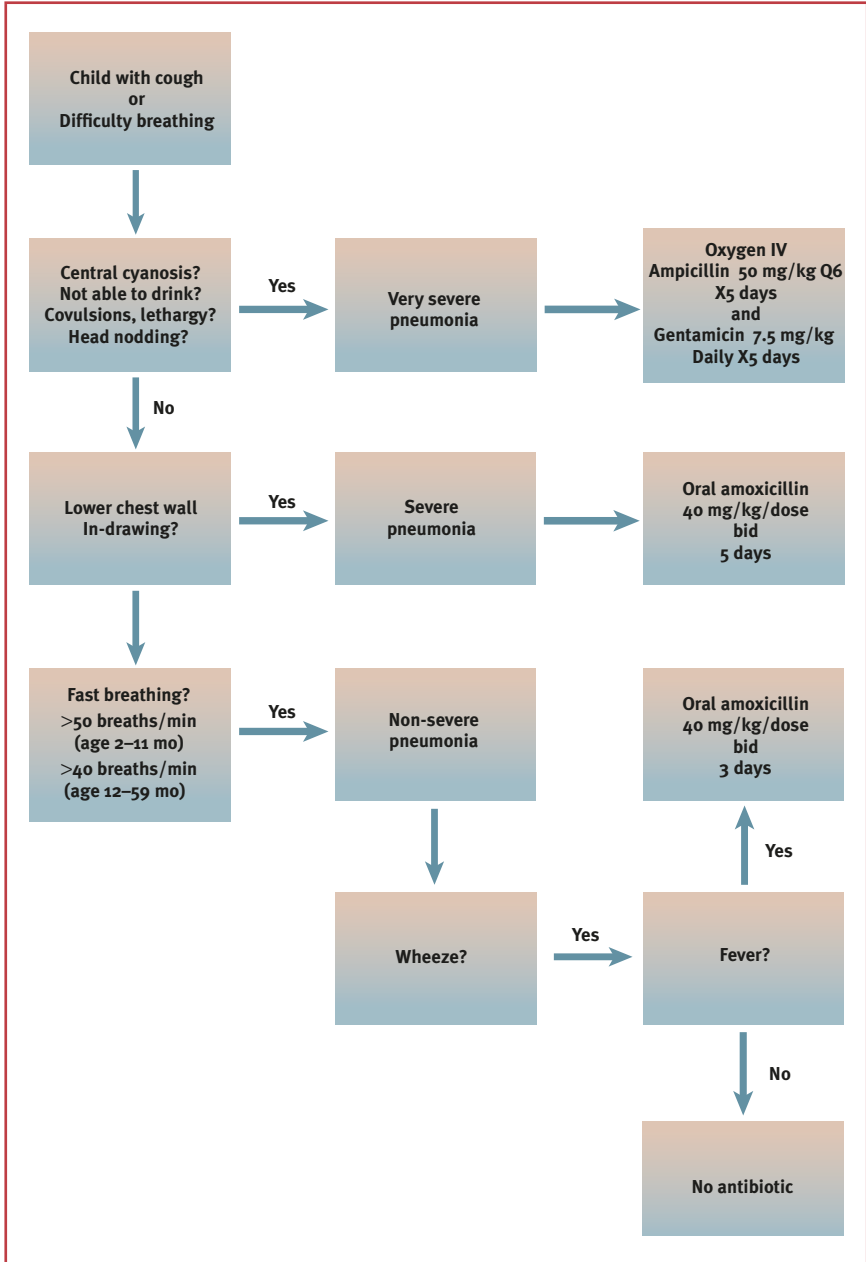 Child with cough
or
Difficulty breathing
Central cyanosis?
Not able to drink?
Covulsions, lethargy?
Head nodding?
Yes
Very severe
pneumonia
Oxygen IV
Ampicillin 50 mg/kg Q6
X5 days
and
Gentamicin 7.5 mg/kg
Daily X5 days
No
Lower chest wall
In-drawing?
Yes
Severe
pneumonia
Oral amoxicillin
40 mg/kg/dose
bid
5 days
Fast breathing?
>50 breaths/min
(age 2–11 mo)
>40 breaths/min
(age 12–59 mo)
Yes
Non-severe
pneumonia
Oral amoxicillin
40 mg/kg/dose
bid
3 days
Yes
Wheeze?
Yes
Fever?
No
No antibiotic